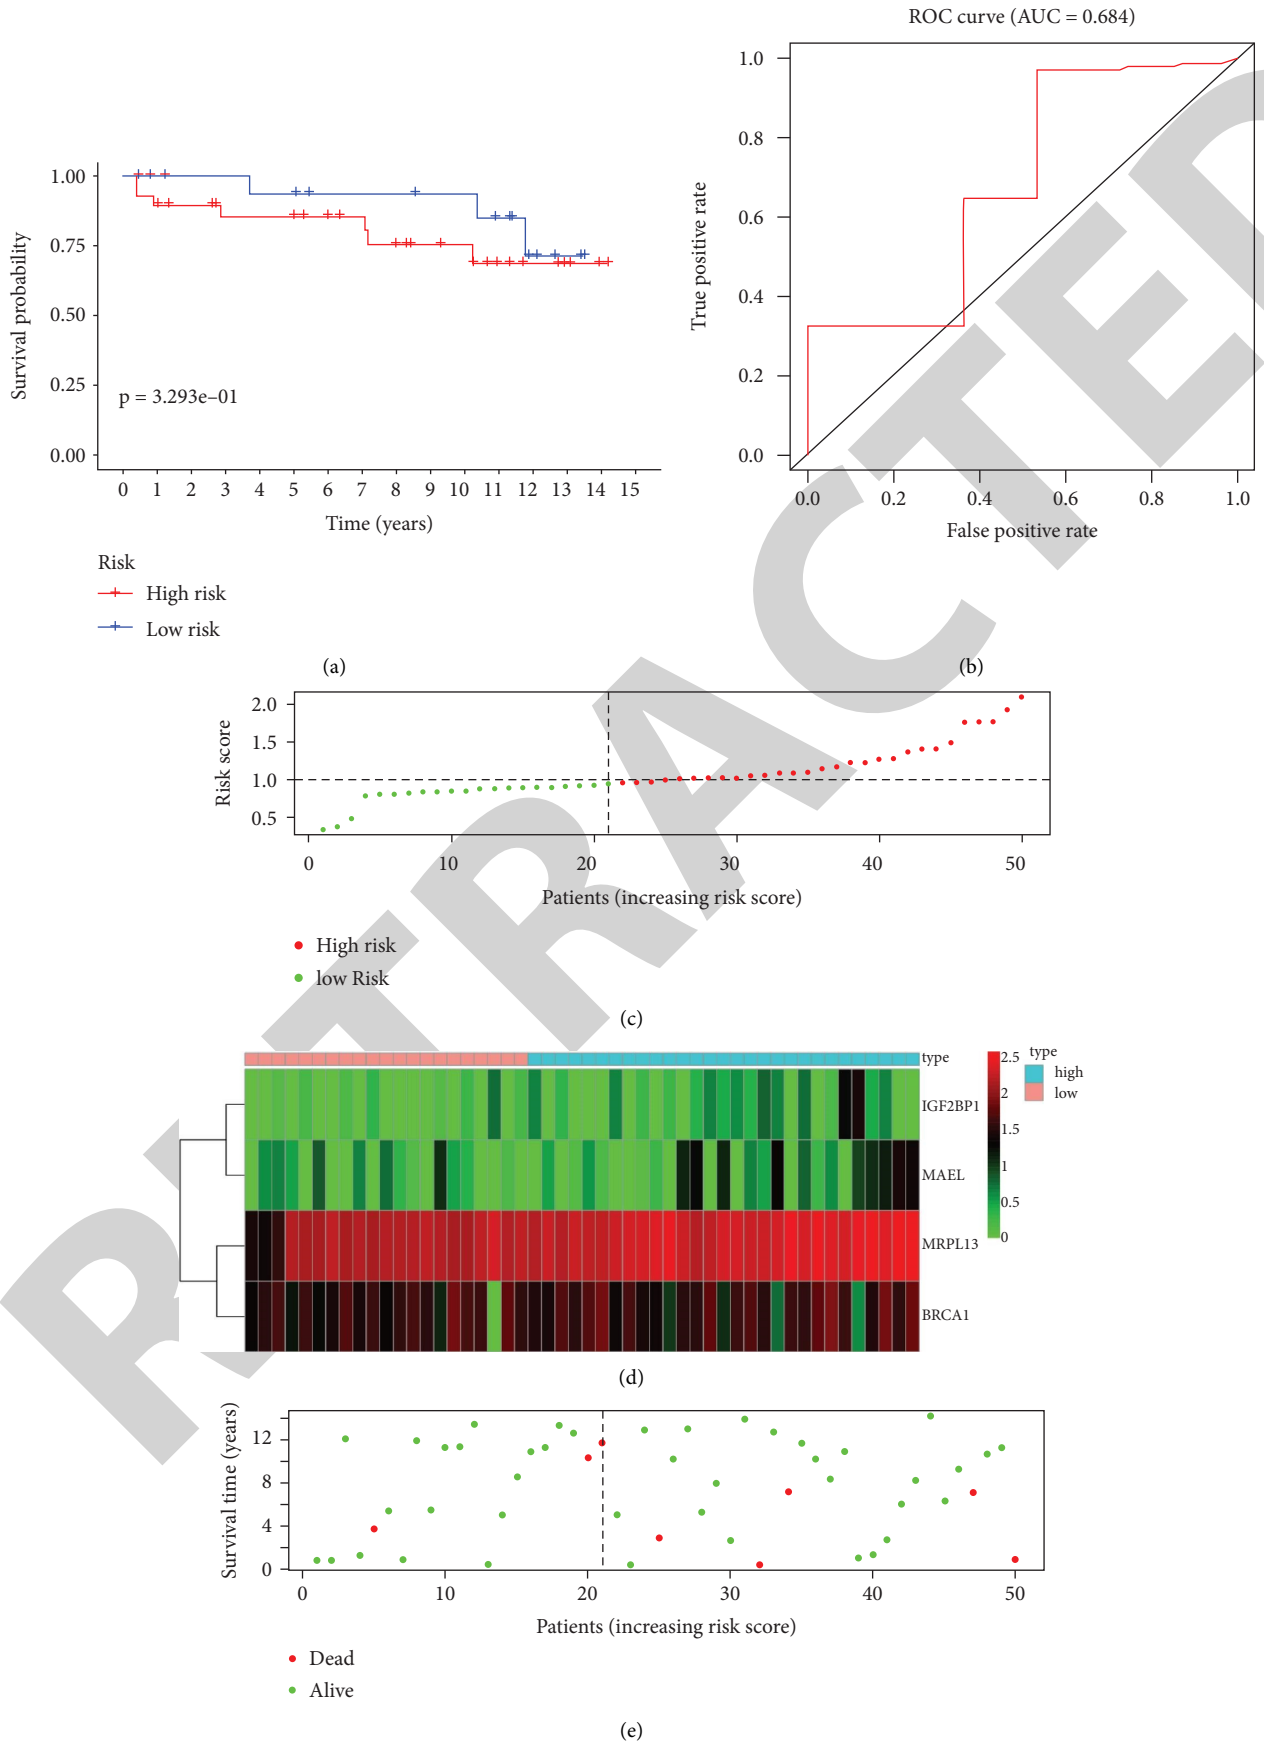 1.00
0.75
0.50
0.25
0.00
Survival probability
p = 3.293e–01
0 1 2 3 4 5 6 7 8 9 10 11 12 13 14 15
Time (years)
Risk
High risk
Low risk
(a)
ROC curve (AUC = 0.684)
1.0
0.8
0.6
0.4
0.2
0.0
True positive rate
0.0 0.2 0.4 0.6 0.8 1.0
False positive rate
(b)
2.0
1.5
1.0
0.5
Risk score
0 10 20 30 40 50
Patients (increasing risk score)
High risk
low Risk
(c)
type
IGF2BP1
MAEL
MRPL13
BRCA1
2.5
2
1.5
1
0.5
0
type
high
low
(d)
12
8
4
0
Survival time (years)
0 10 20 30 40 50
Patients (increasing risk score)
Dead
Alive
(e)
RETRACTED